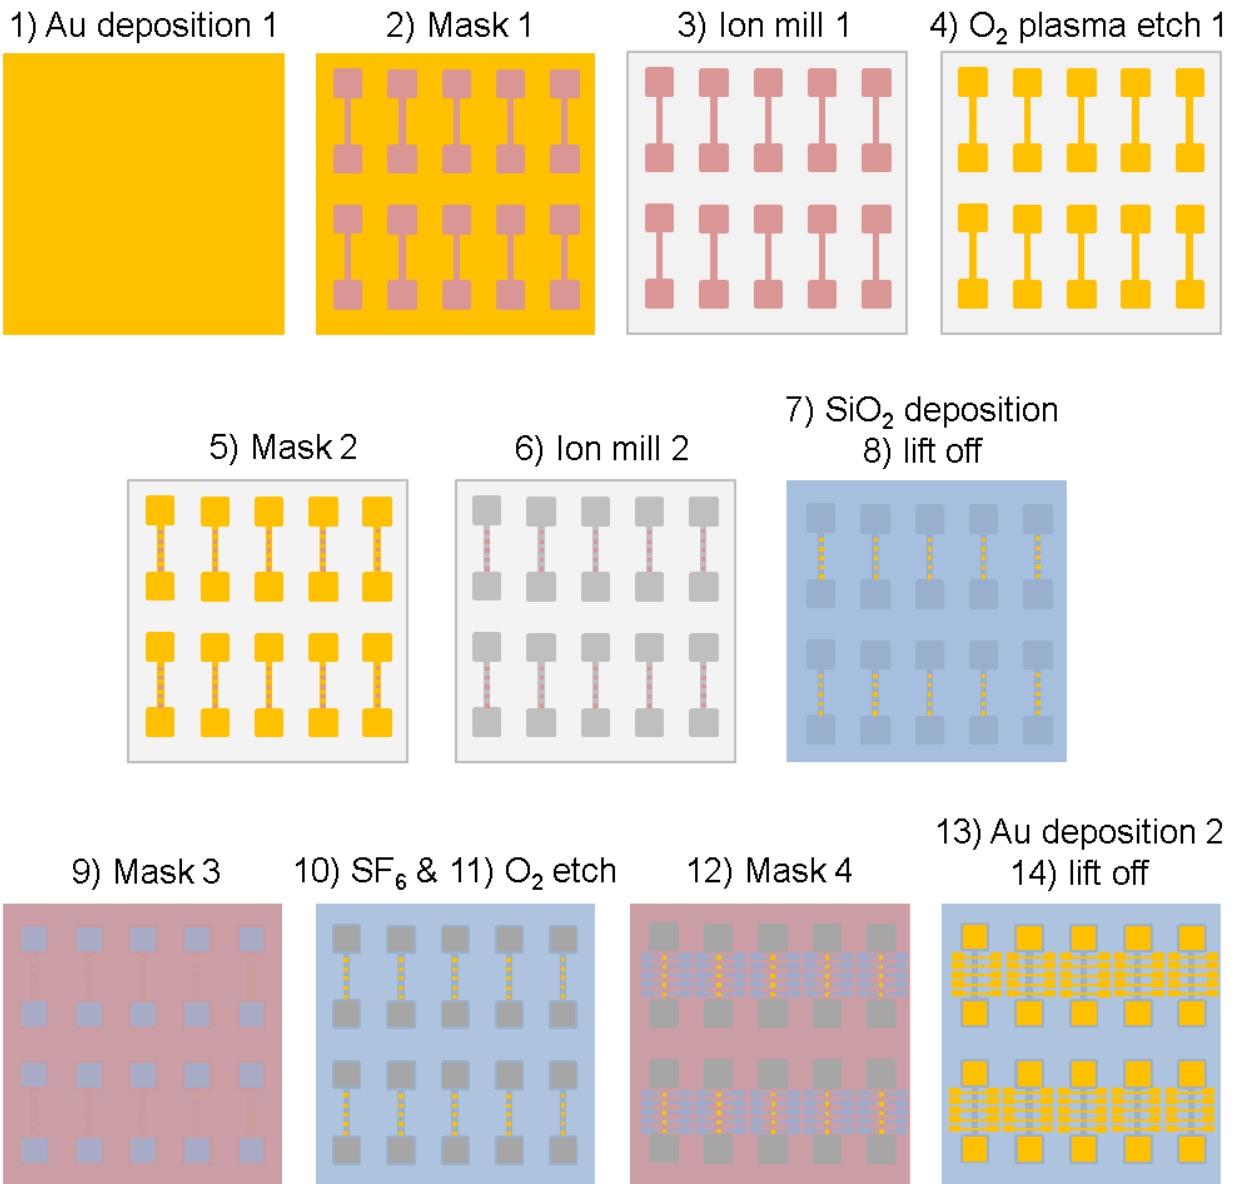 1) Au deposition 1
2) Mask 1
3) Ion mill 1
4) O₂ plasma etch 1
5) Mask 2
6) Ion mill 2
7) SiO₂ deposition
8) lift off
9) Mask 3
10) SF₆ & 11) O₂ etch
12) Mask 4
13) Au deposition 2
14) lift off